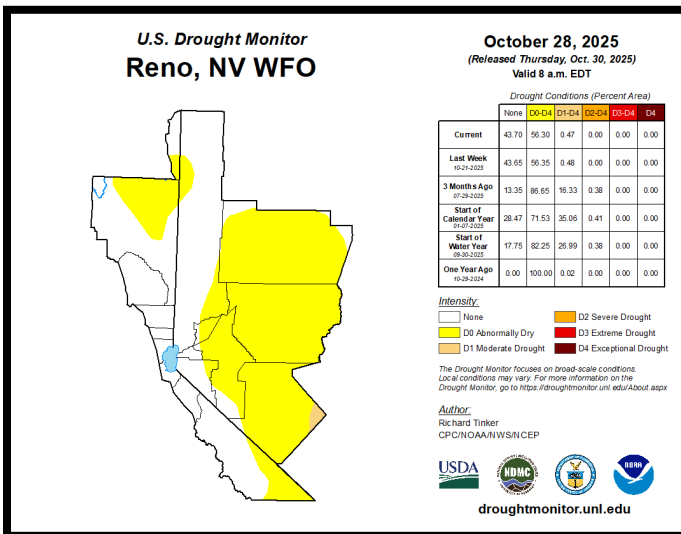 U.S. Drought Monitor
Reno, NV WFO
October 28, 2025
(Released Thursday, Oct. 30, 2025)
Valid 8 a.m. EDT
Drought Conditions (Percent Area)
None D0-D4 D1-D4 D2-D4 D3-D4 D4
Current 43.70 56.30 0.47 0.00 0.00 0.00
Last Week
10-21-2025 43.65 56.35 0.48 0.00 0.00 0.00
3 Months Ago
07-29-2025 13.35 86.65 16.33 0.38 0.00 0.00
Start of
Calendar Year
01-07-2025 28.47 71.53 35.06 0.41 0.00 0.00
Start of
Water Year
09-30-2025 17.75 82.25 26.99 0.38 0.00 0.00
One Year Ago
10-29-2024 0.00 100.00 0.02 0.00 0.00 0.00
Intensity:
None
D0 Abnormally Dry
D1 Moderate Drought
D2 Severe Drought
D3 Extreme Drought
D4 Exceptional Drought
The Drought Monitor focuses on broad-scale conditions.
Local conditions may vary. For more information on the
Drought Monitor, go to https://droughtmonitor.unl.edu/About.aspx
Author:
Richard Tinker
CPC/NOAA/NWS/NCEP
USDA
NDMC
NOAA
droughtmonitor.unl.edu